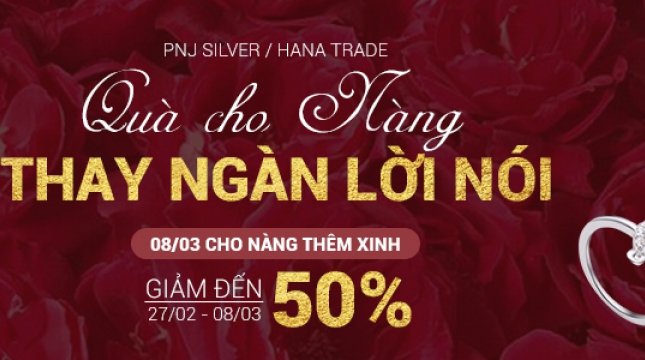 PNJ SILVER / HANA TRADE
Quà cho Nàng
THAY NGÀN LỜI NÓI
08/03 CHO NÀNG THÊM XINH
GIẢM ĐẾN 50%
27/02 - 08/03